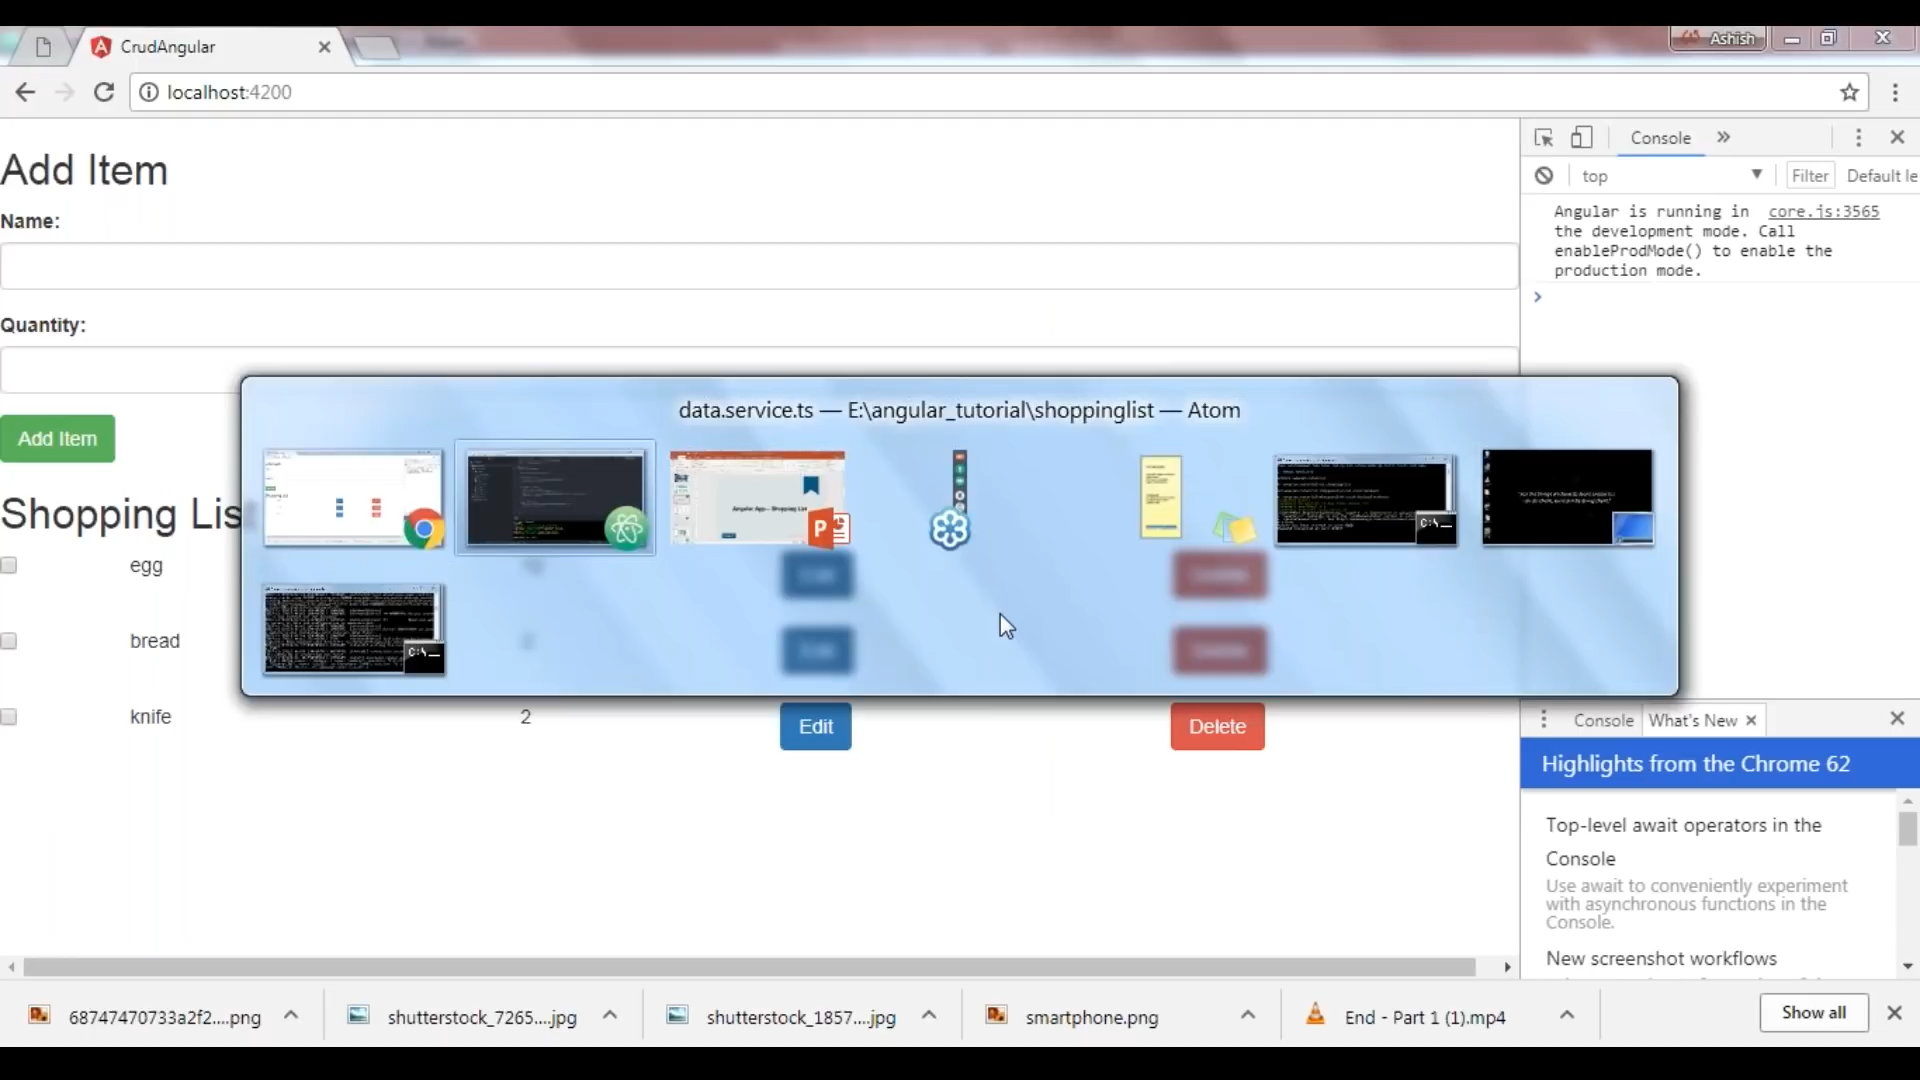 CrudAngular
Ashish
localhost:4200
Add Item
Name:
Quantity:
Add Item
Shopping Lis
egg
bread
knife
2
Edit
Delete
data.service.ts — E:\angular_tutorial\shoppinglist — Atom
Angular App-- Shopping List
C:\
C:\
Console
top
Filter
Default le
Angular is running in core.js:3565
the development mode. Call
enableProdMode() to enable the
production mode.
Console
What's New
Highlights from the Chrome 62
Top-level await operators in the
Console
Use await to conveniently experiment
with asynchronous functions in the
Console.
New screenshot workflows
68747470733a2f2....png
shutterstock_7265....jpg
shutterstock_1857....jpg
smartphone.png
End - Part 1 (1).mp4
Show all